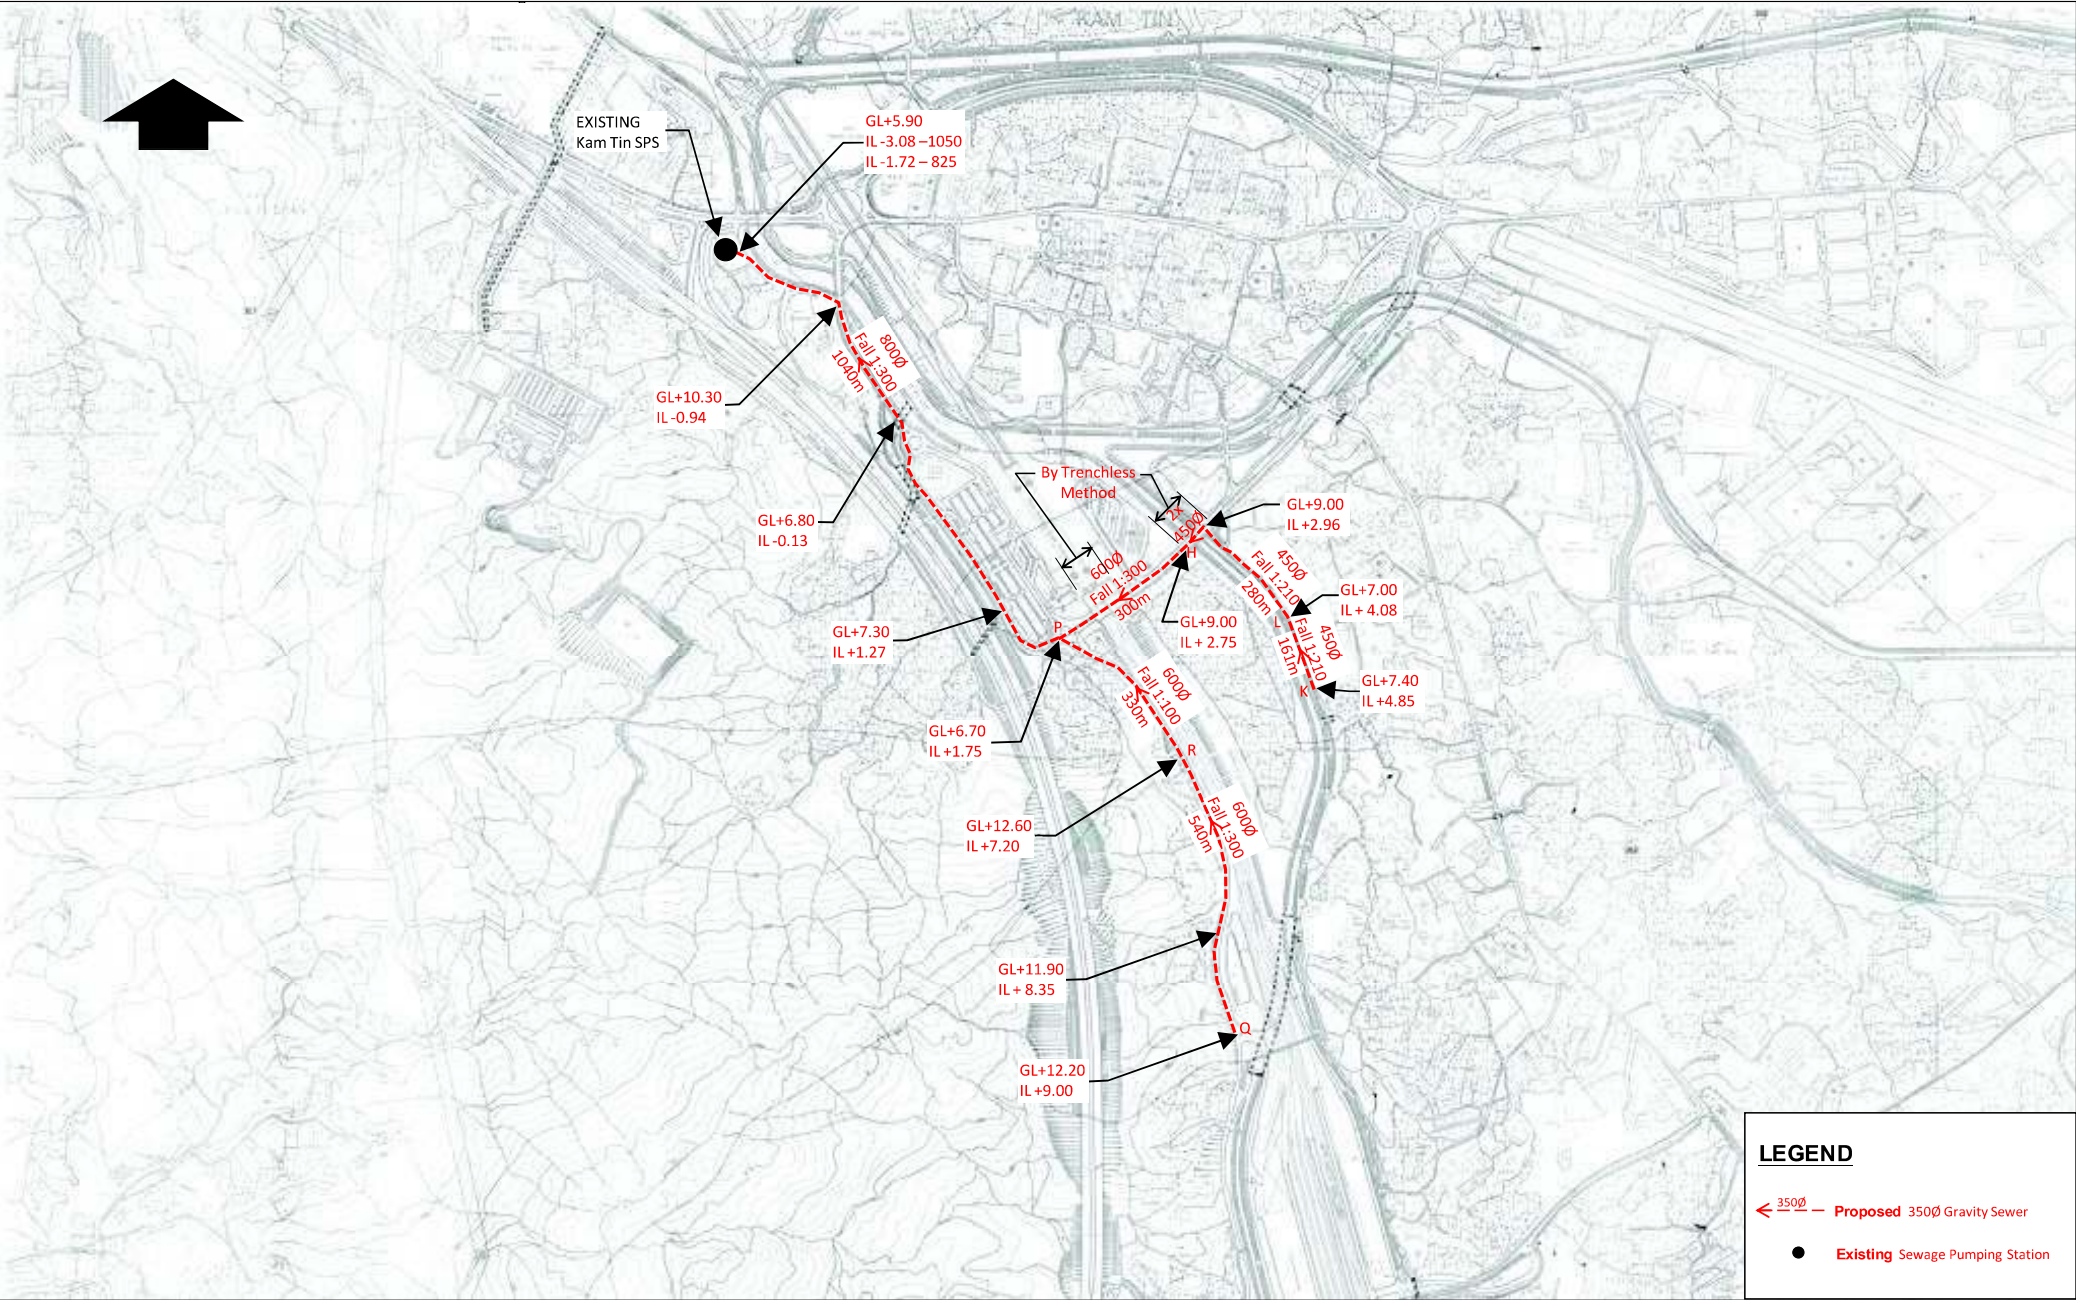 KAM TIN
EXISTING
Kam Tin SPS
GL+5.90
IL -3.08 –1050
IL -1.72 – 825
800Ø
Fall 1:300
1040m
GL+10.30
IL -0.94
GL+6.80
IL -0.13
By Trenchless
Method
2x
450Ø
H
GL+9.00
IL +2.96
600Ø
Fall 1:300
300m
450Ø
Fall 1:210
280m
GL+7.00
IL + 4.08
L
GL+9.00
IL + 2.75
P
GL+7.30
IL +1.27
450Ø
Fall 1:210
161m
K
GL+7.40
IL +4.85
600Ø
Fall 1:100
330m
GL+6.70
IL +1.75
R
GL+12.60
IL +7.20
600Ø
Fall 1:300
540m
GL+11.90
IL + 8.35
Q
GL+12.20
IL +9.00
LEGEND
350Ø
Proposed 350Ø Gravity Sewer
Existing Sewage Pumping Station